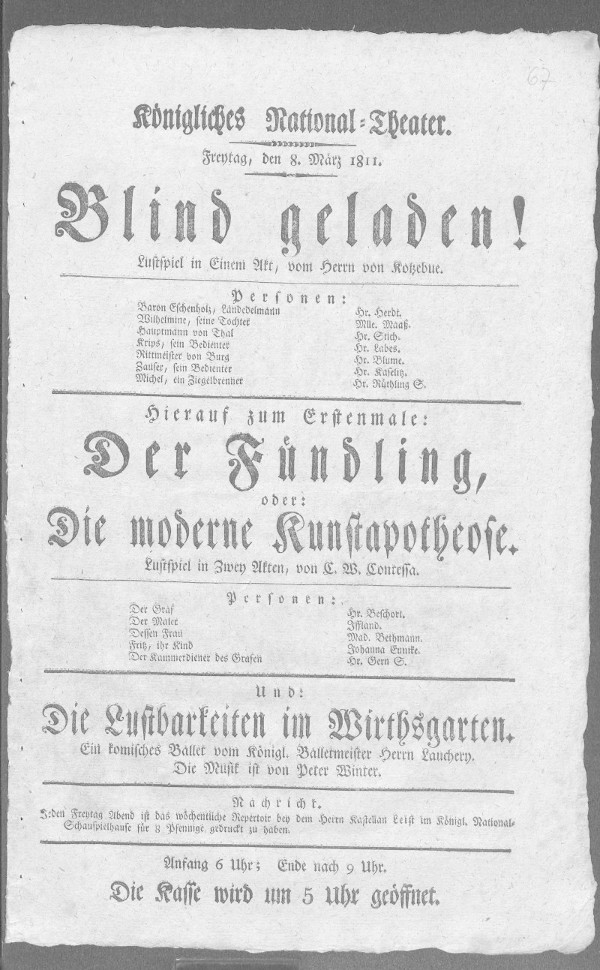 67
Königliches National-Theater.
Freytag, den 8. März 1811.
Blind geladen!
Lustspiel in Einem Akt, vom Herrn von Kotzebue.
Personen:
Baron Eschenholz, Landedelmann Hr. Herdt.
Wilhelmine, seine Tochter Mlle. Maaß.
Hauptmann von Thal Hr. Stich.
Krips, sein Bedienter Hr. Labes.
Rittmeister von Burg Hr. Blume.
Zauser, sein Bedienter Hr. Kaselitz.
Michel, ein Ziegelbrenner Hr. Rüthling S.
Hierauf zum Erstenmale:
Der Fündling,
oder:
Die moderne Kunstapotheose.
Lustspiel in Zwey Akten, von C. W. Contessa.
Personen:
Der Graf Hr. Beschort.
Der Maler Iffland.
Dessen Frau Mad. Bethmann.
Fritz, ihr Kind Johanna Eunike.
Der Kammerdiener des Grafen Hr. Gern S.
Und:
Die Lustbarkeiten im Wirthsgarten.
Ein komisches Ballet vom Königl. Balletmeister Herrn Lauchery.
Die Musik ist von Peter Winter.
Nachricht.
J:den Freytag Abend ist das wöchentliche Repertoir bey dem Herrn Kastellan Leist im Königl. National-
Schauspielhause für 3 Pfennige gedruckt zu haben.
Anfang 6 Uhr; Ende nach 9 Uhr.
Die Kasse wird um 5 Uhr geöffnet.